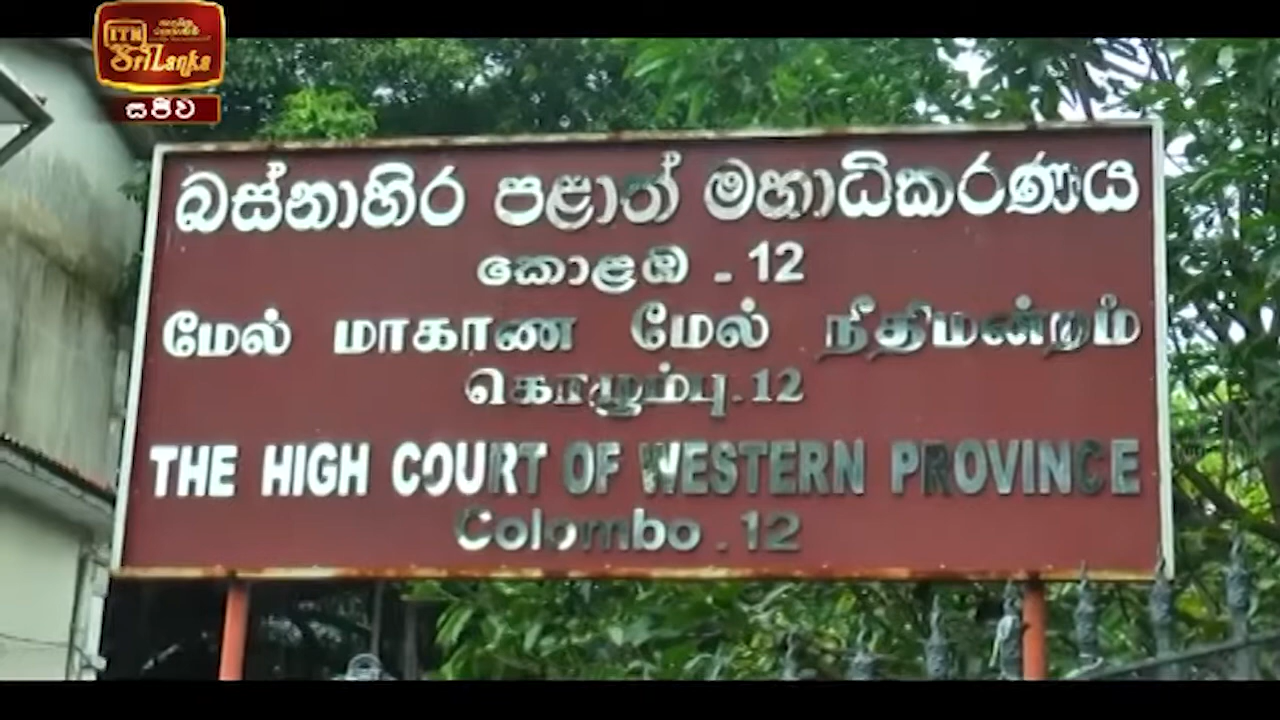 ITN
Sri Lanka
සජීව
බස්නාහිර පළාත් මහාධිකරණය
කොළඹ - 12
மேல் மாகாண மேல் நீதிமன்றம்
கொழும்பு.12
THE HIGH COURT OF WESTERN PROVINCE
Colombo . 12